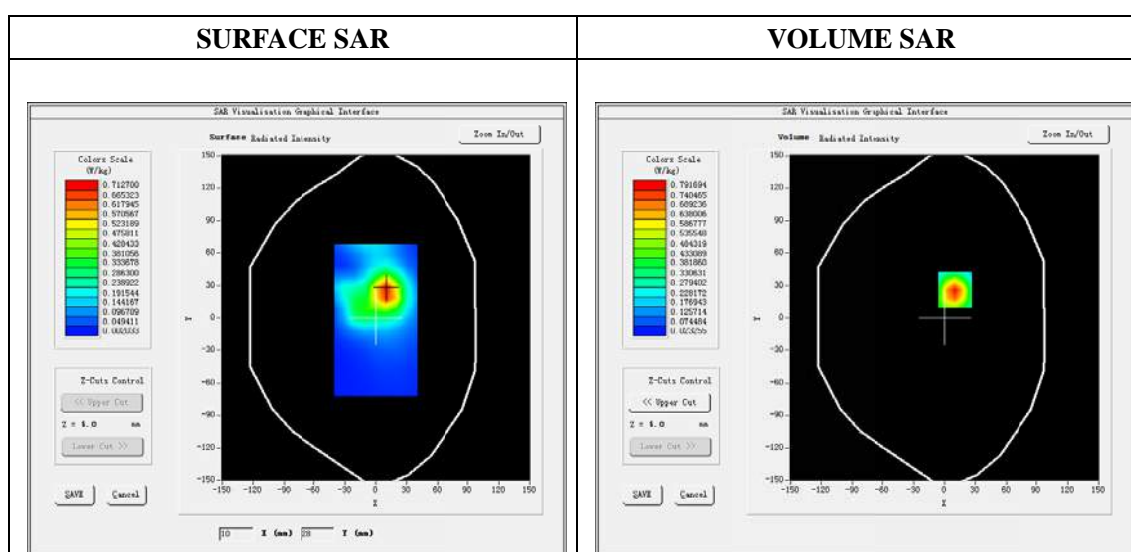 SURFACE SAR
VOLUME SAR
SAR Visualisation Graphical Interface
Surface Radiated Intensity
Zoom In/Out
Colors Scale
(W/kg)
0.712700
0.665323
0.617945
0.570567
0.523189
0.475811
0.428433
0.381056
0.333678
0.286300
0.238922
0.191544
0.144167
0.096789
0.049411
0.002033
150
120
90
60
30
0
-30
-60
-90
-120
-150
Y
-150 -120 -90 -60 -30 0 30 60 90 120 150
X
Z-Cuts Control
<< Upper Cut
Z = 4.0 mm
Lower Cut >>
SAVE
Cancel
10 X (mm) 28 Y (mm)
SAR Visualisation Graphical Interface
Volume Radiated Intensity
Zoom In/Out
Colors Scale
(W/kg)
0.791694
0.740465
0.689236
0.638006
0.586777
0.535548
0.484319
0.433089
0.381860
0.330631
0.279402
0.228172
0.176943
0.125714
0.074484
0.023255
150
120
90
60
30
0
-30
-60
-90
-120
-150
Y
-150 -120 -90 -60 -30 0 30 60 90 120 150
X
Z-Cuts Control
<< Upper Cut
Z = 4.0 mm
Lower Cut >>
SAVE
Cancel